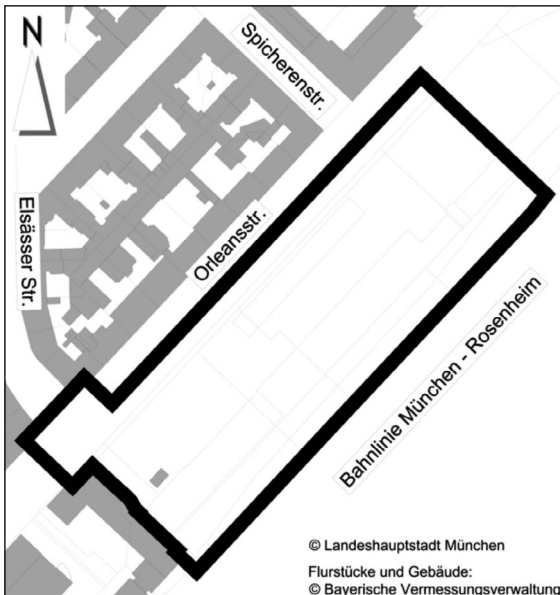 N
Spicherenstr.
Elsässer Str.
Orleansstr.
Bahnlinie München - Rosenheim
© Landeshauptstadt München
Flurstücke und Gebäude:
© Bayerische Vermessungsverwaltung